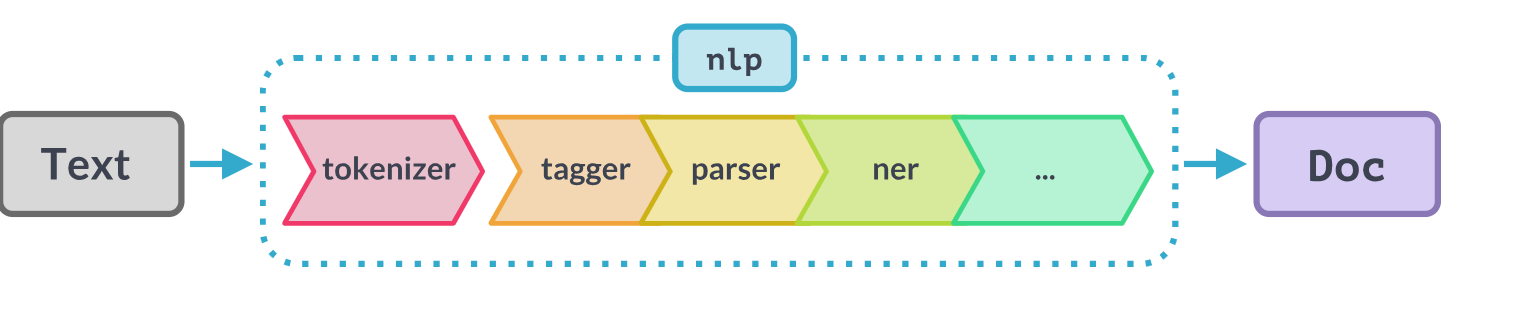 nlp
Text
tokenizer
tagger
parser
ner
...
Doc